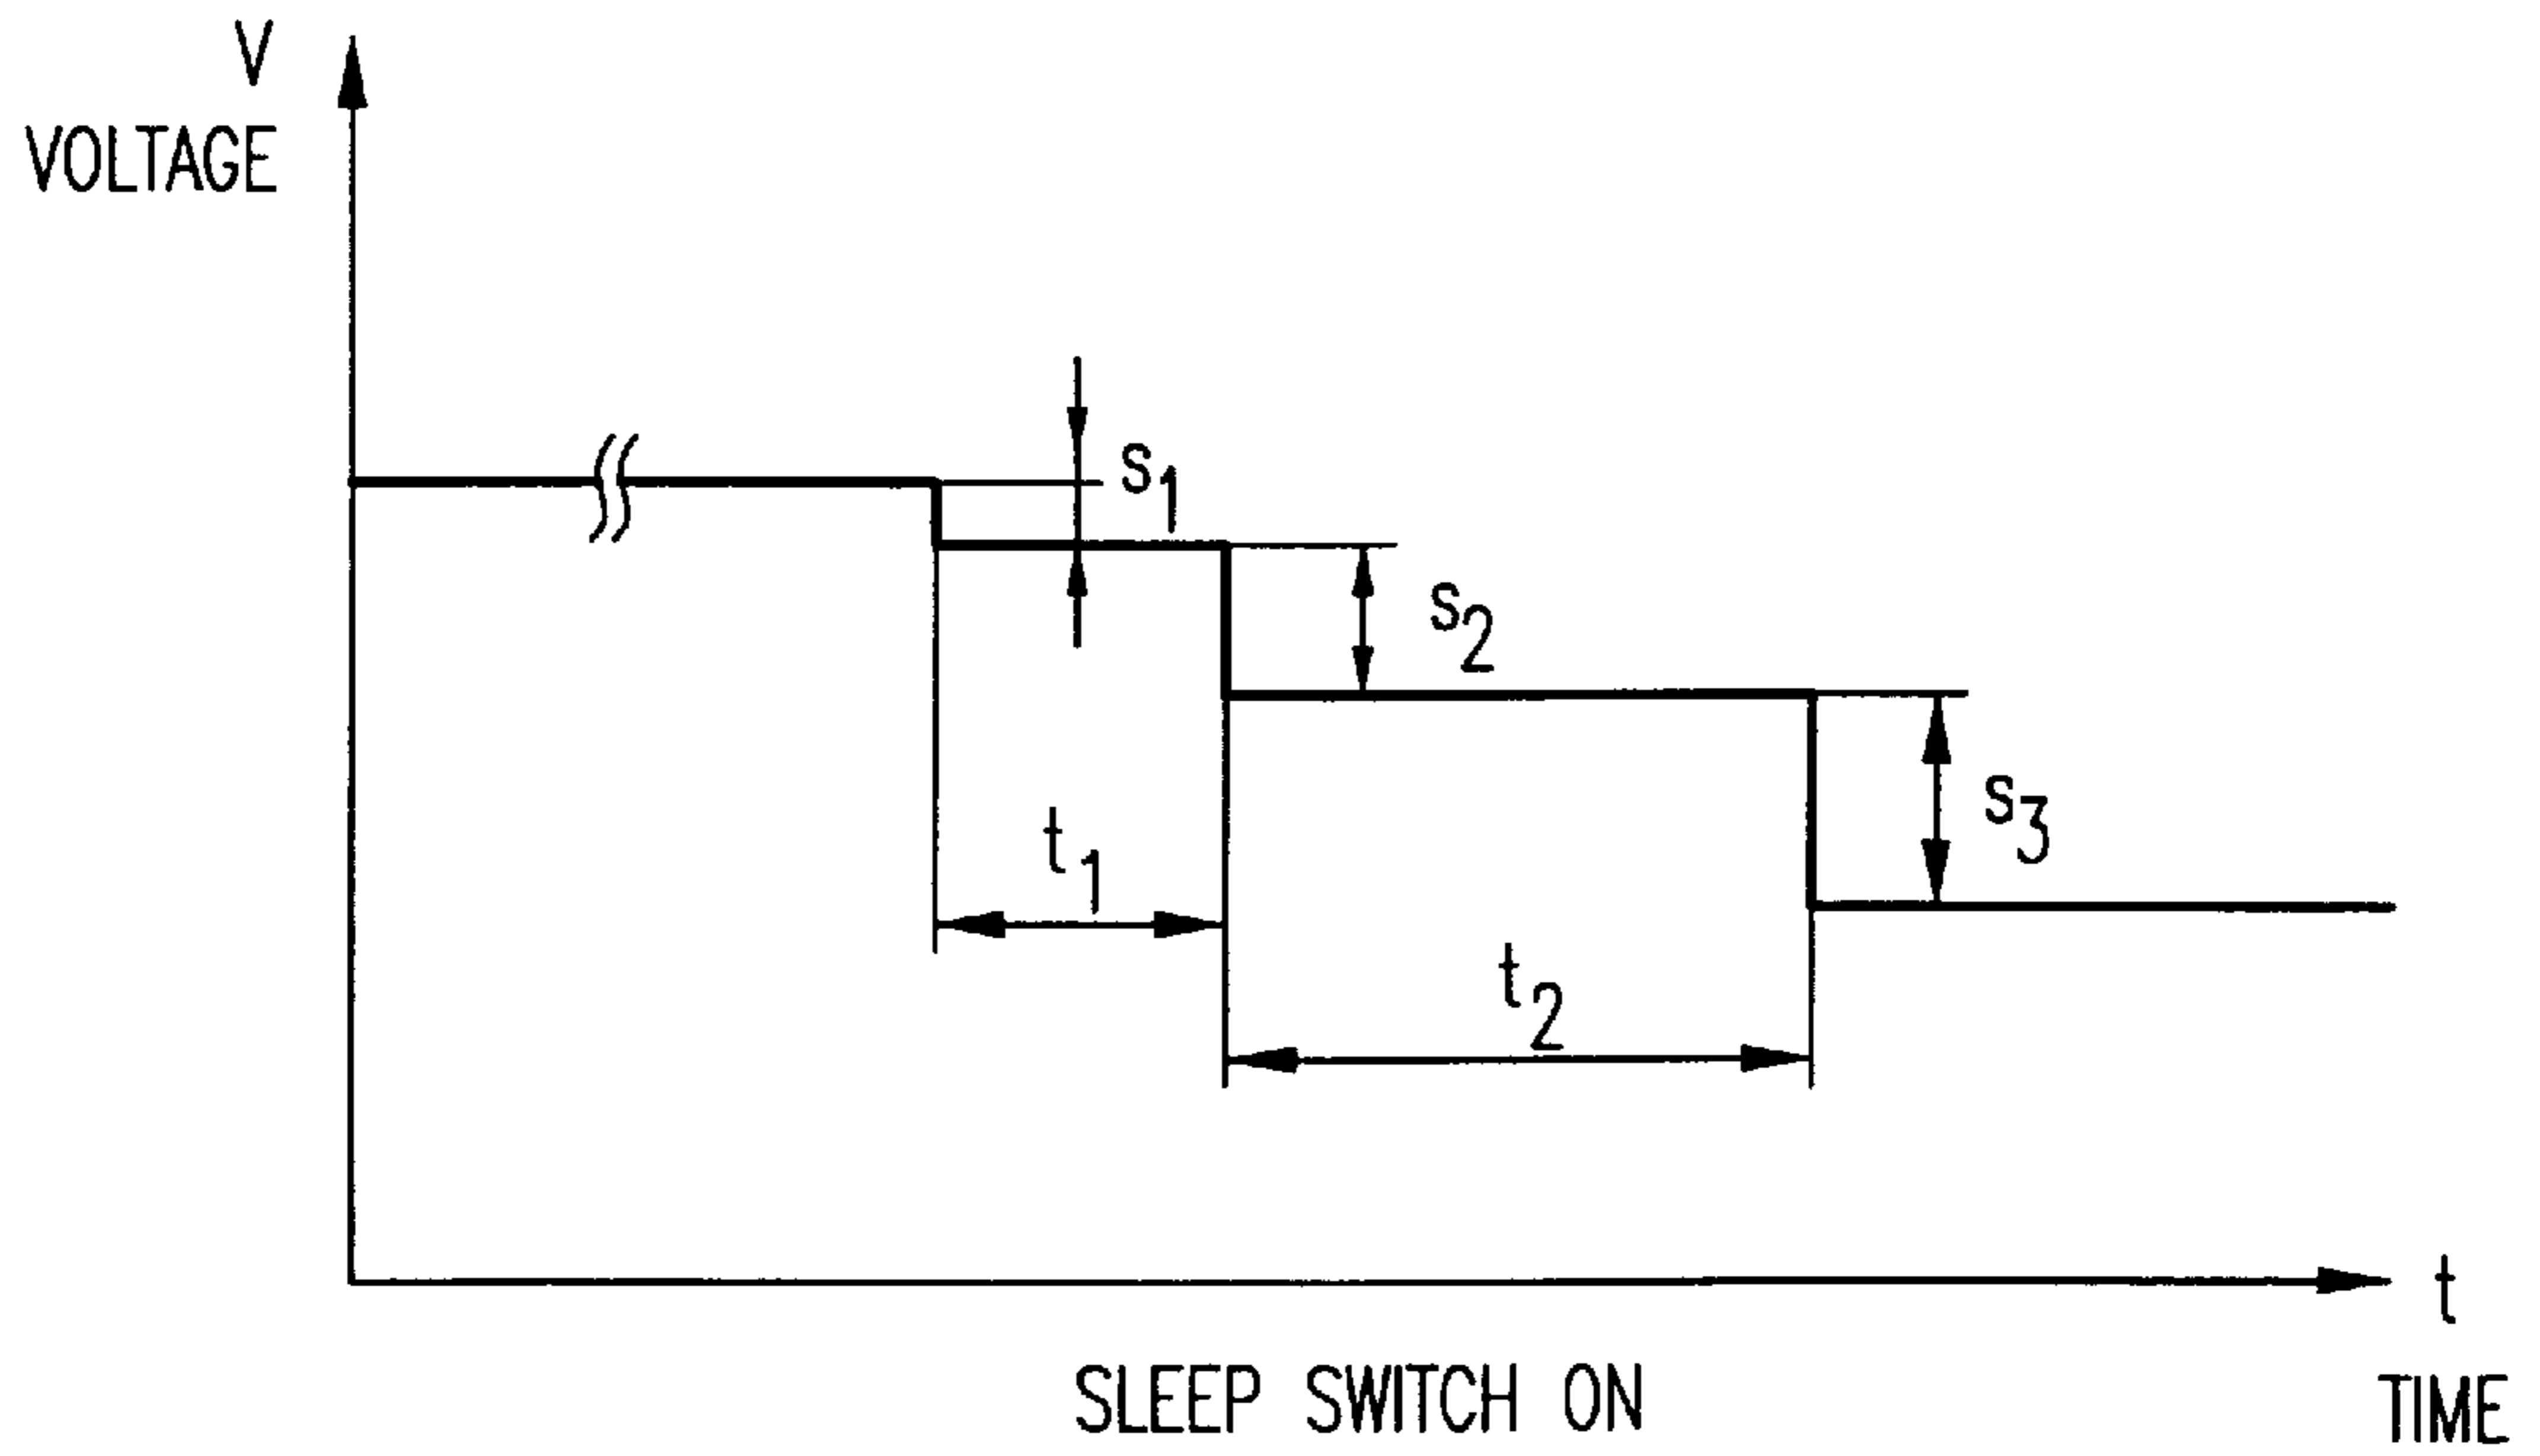 V
VOLTAGE
s1
s2
s3
t1
t2
t
SLEEP SWITCH ON
TIME